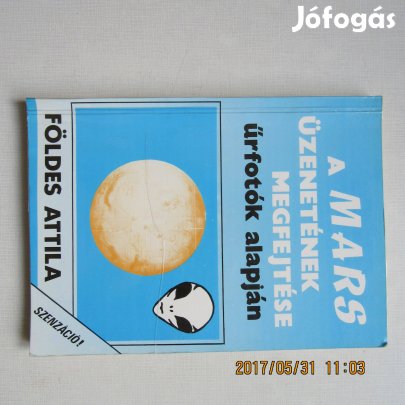 Jófogás
A MARS
ÜZENETÉNEK
MEGFEJTÉSE
űrfotók alapján
FÖLDES ATTILA
SZENZÁCIÓ!
2017/05/31 11:03